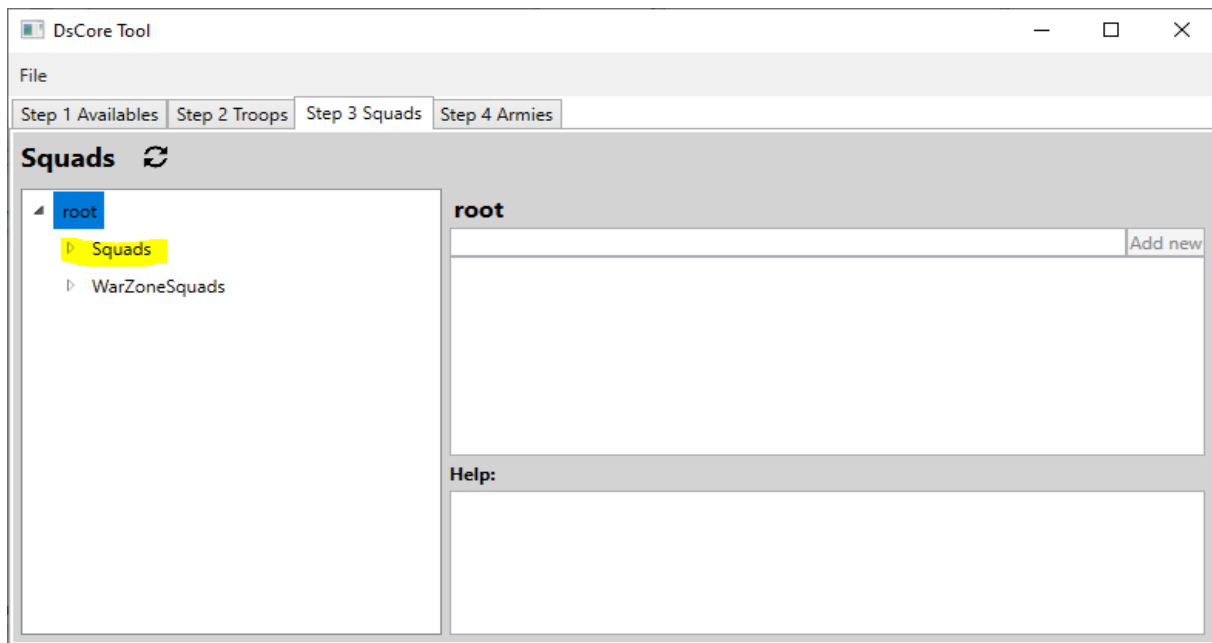 DsCore Tool
File
Step 1 Availables Step 2 Troops Step 3 Squads Step 4 Armies
Squads
root
Squads
WarZoneSquads
root
Add new
Help: